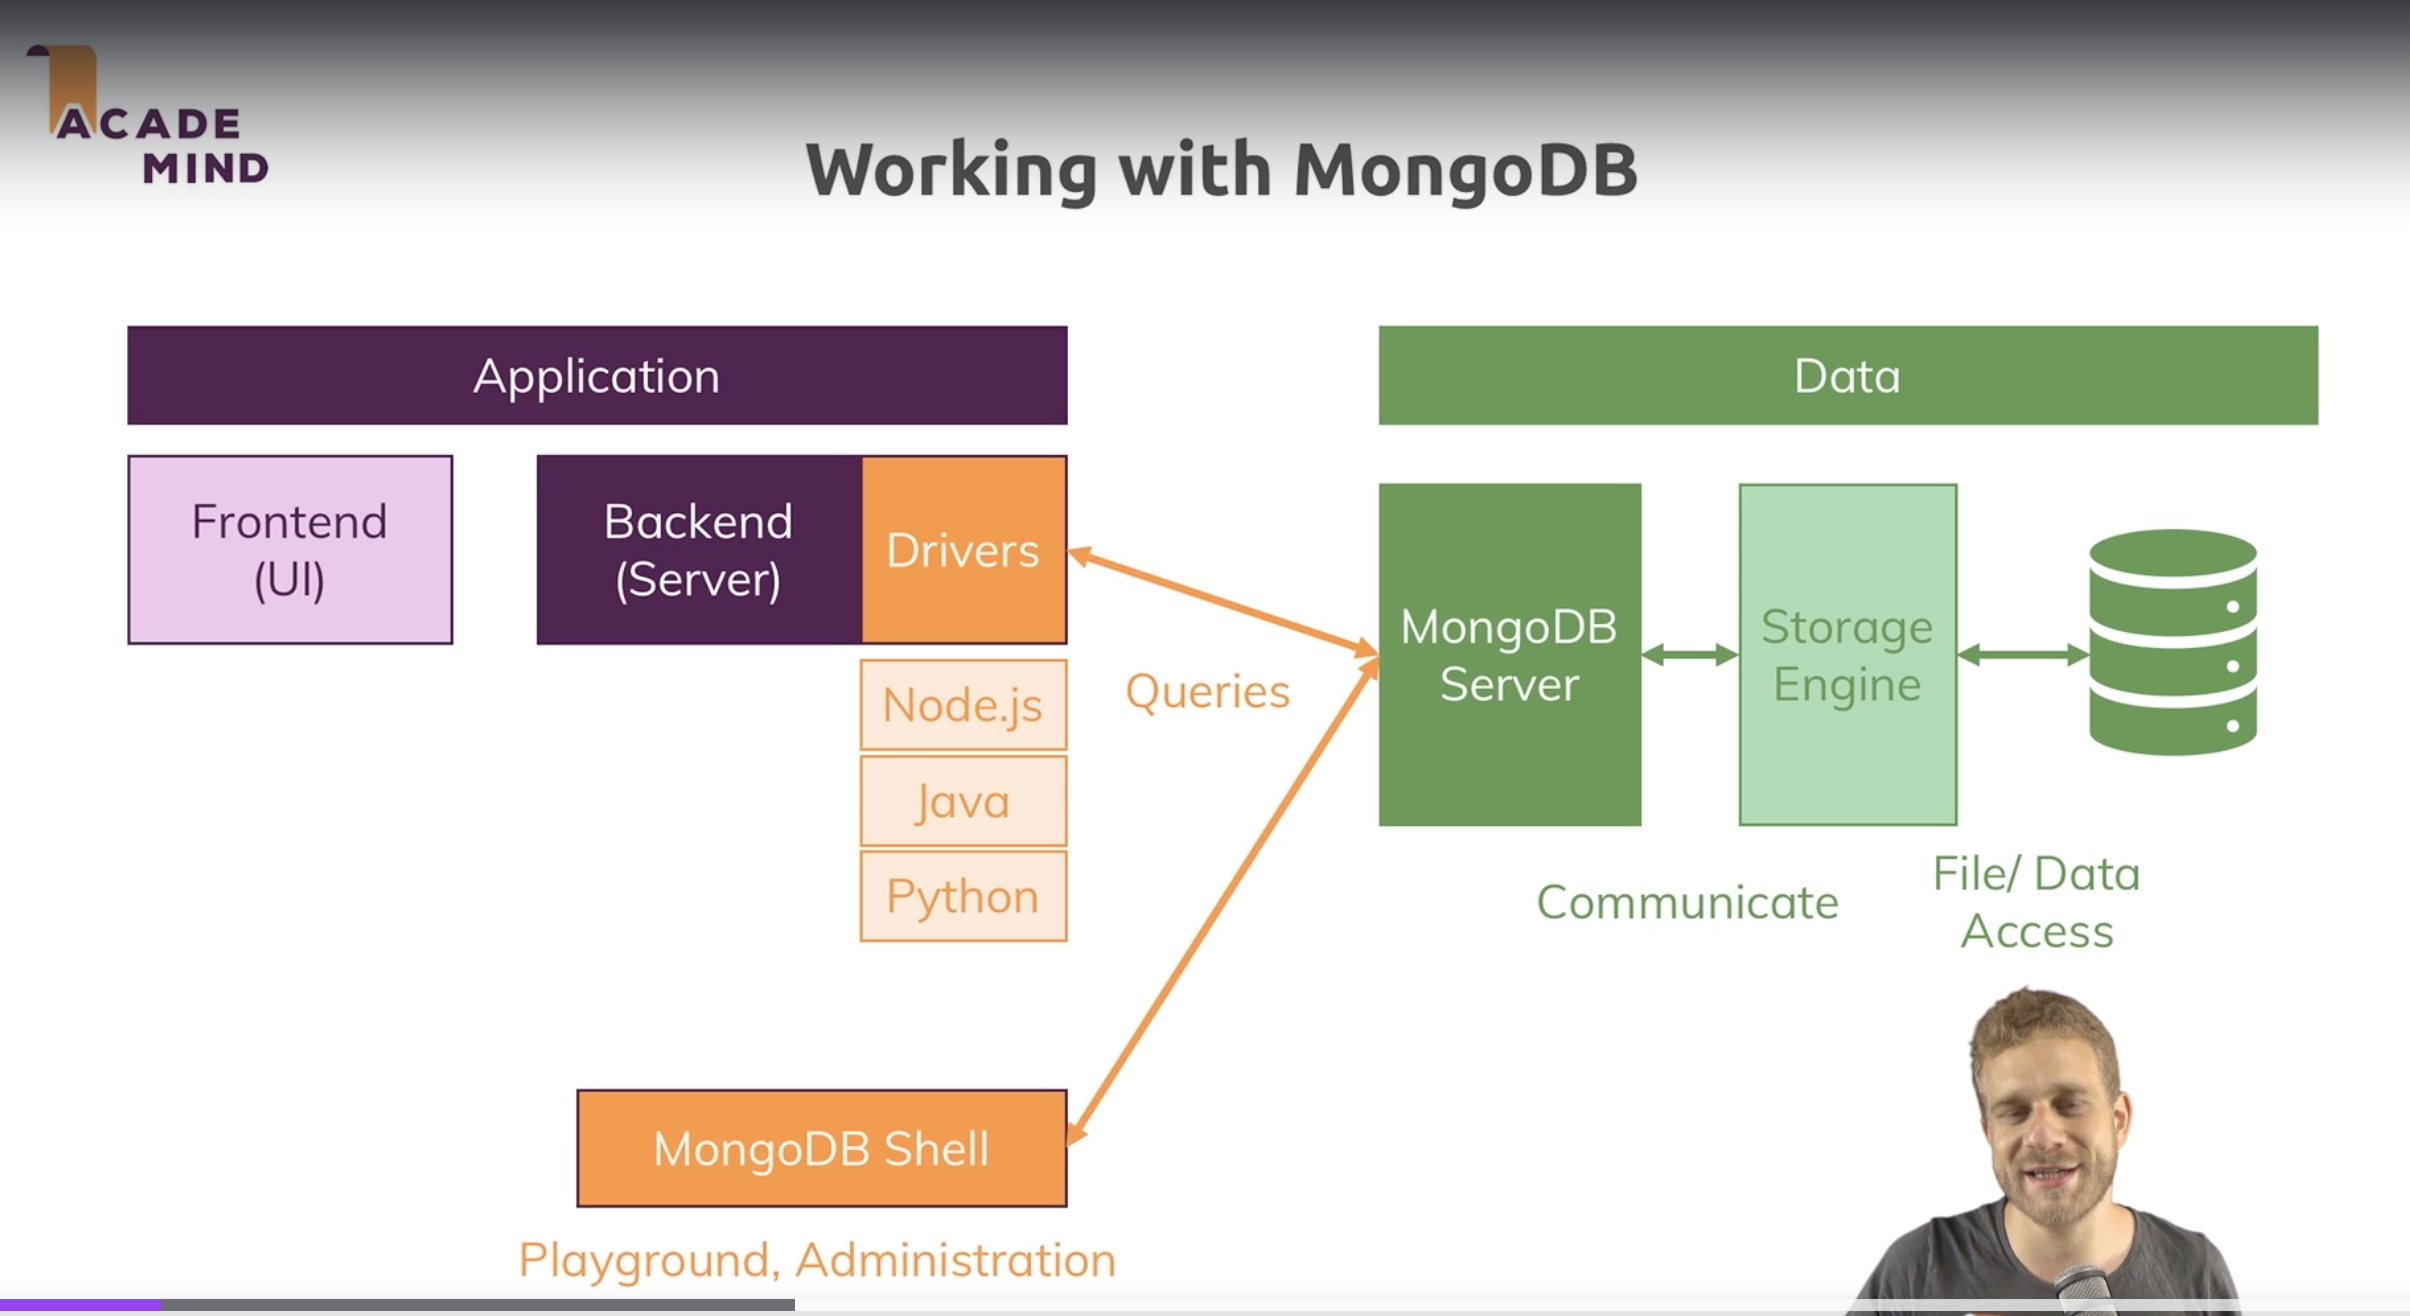 ACADE
MIND
Working with MongoDB
Application
Data
Frontend
(UI)
Backend
(Server)
Drivers
Node.js
Java
Python
Queries
MongoDB
Server
Storage
Engine
Communicate
File/ Data
Access
MongoDB Shell
Playground, Administration